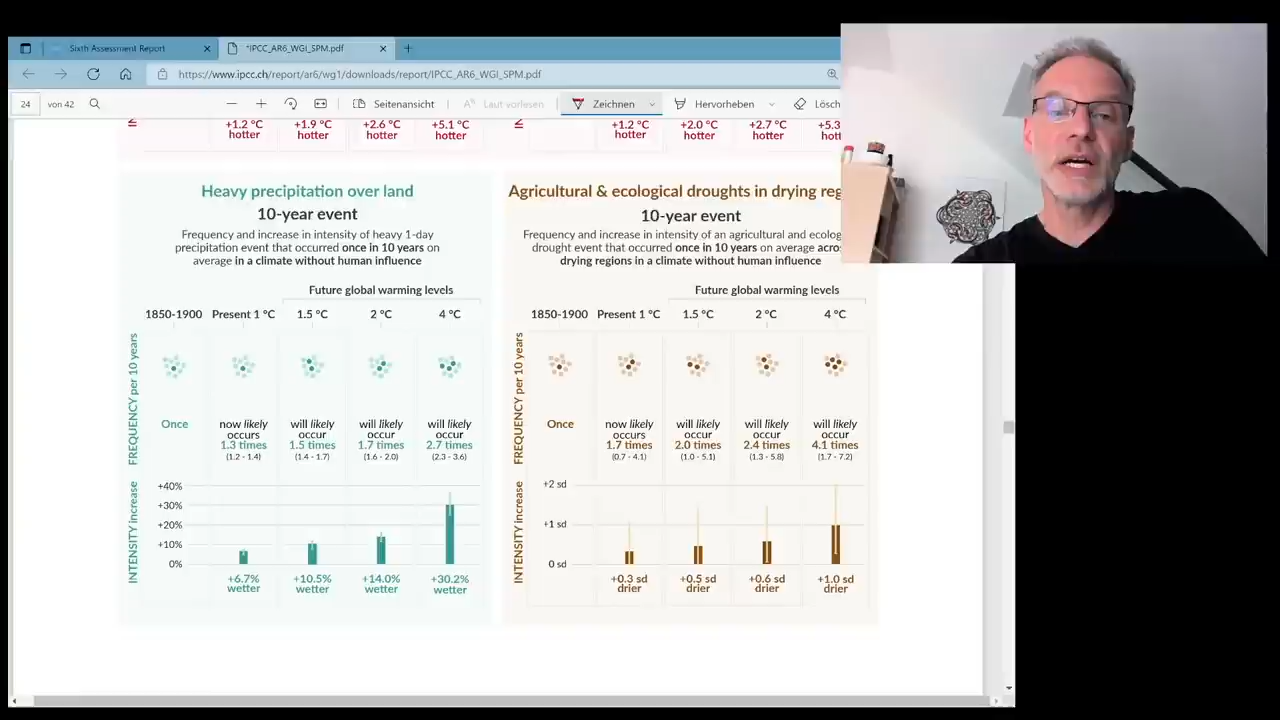 Sixth Assessment Report
*IPCC_AR6_WGI_SPM.pdf
https://www.ipcc.ch/report/ar6/wg1/downloads/report/IPCC_AR6_WGI_SPM.pdf
24 von 42 Seitenansicht Laut vorlesen Zeichnen Hervorheben Lösch
+1.2 °C +1.9 °C +2.6 °C +5.1 °C
hotter hotter hotter hotter
+1.2 °C +2.0 °C +2.7 °C +5.3
hotter hotter hotter hotter
Heavy precipitation over land
10-year event
Frequency and increase in intensity of heavy 1-day
precipitation event that occurred once in 10 years on
average in a climate without human influence
Future global warming levels
1850-1900 Present 1 °C 1.5 °C 2 °C 4 °C
FREQUENCY per 10 years
Once
now likely will likely will likely will likely
occurs occur occur occur
1.3 times 1.5 times 1.7 times 2.7 times
(1.2 - 1.4) (1.4 - 1.7) (1.6 - 2.0) (2.3 - 3.6)
INTENSITY increase
+40%
+30%
+20%
+10%
0%
+6.7% +10.5% +14.0% +30.2%
wetter wetter wetter wetter
Agricultural & ecological droughts in drying reg
10-year event
Frequency and increase in intensity of an agricultural and ecolog
drought event that occurred once in 10 years on average acro
drying regions in a climate without human influence
Future global warming levels
1850-1900 Present 1 °C 1.5 °C 2 °C 4 °C
FREQUENCY per 10 years
Once
now likely will likely will likely will likely
occurs occur occur occur
1.7 times 2.0 times 2.4 times 4.1 times
(0.7 - 4.1) (1.0 - 5.1) (1.3 - 5.8) (1.7 - 7.2)
INTENSITY increase
+2 sd
+1 sd
0 sd
+0.3 sd +0.5 sd +0.6 sd +1.0 sd
drier drier drier drier